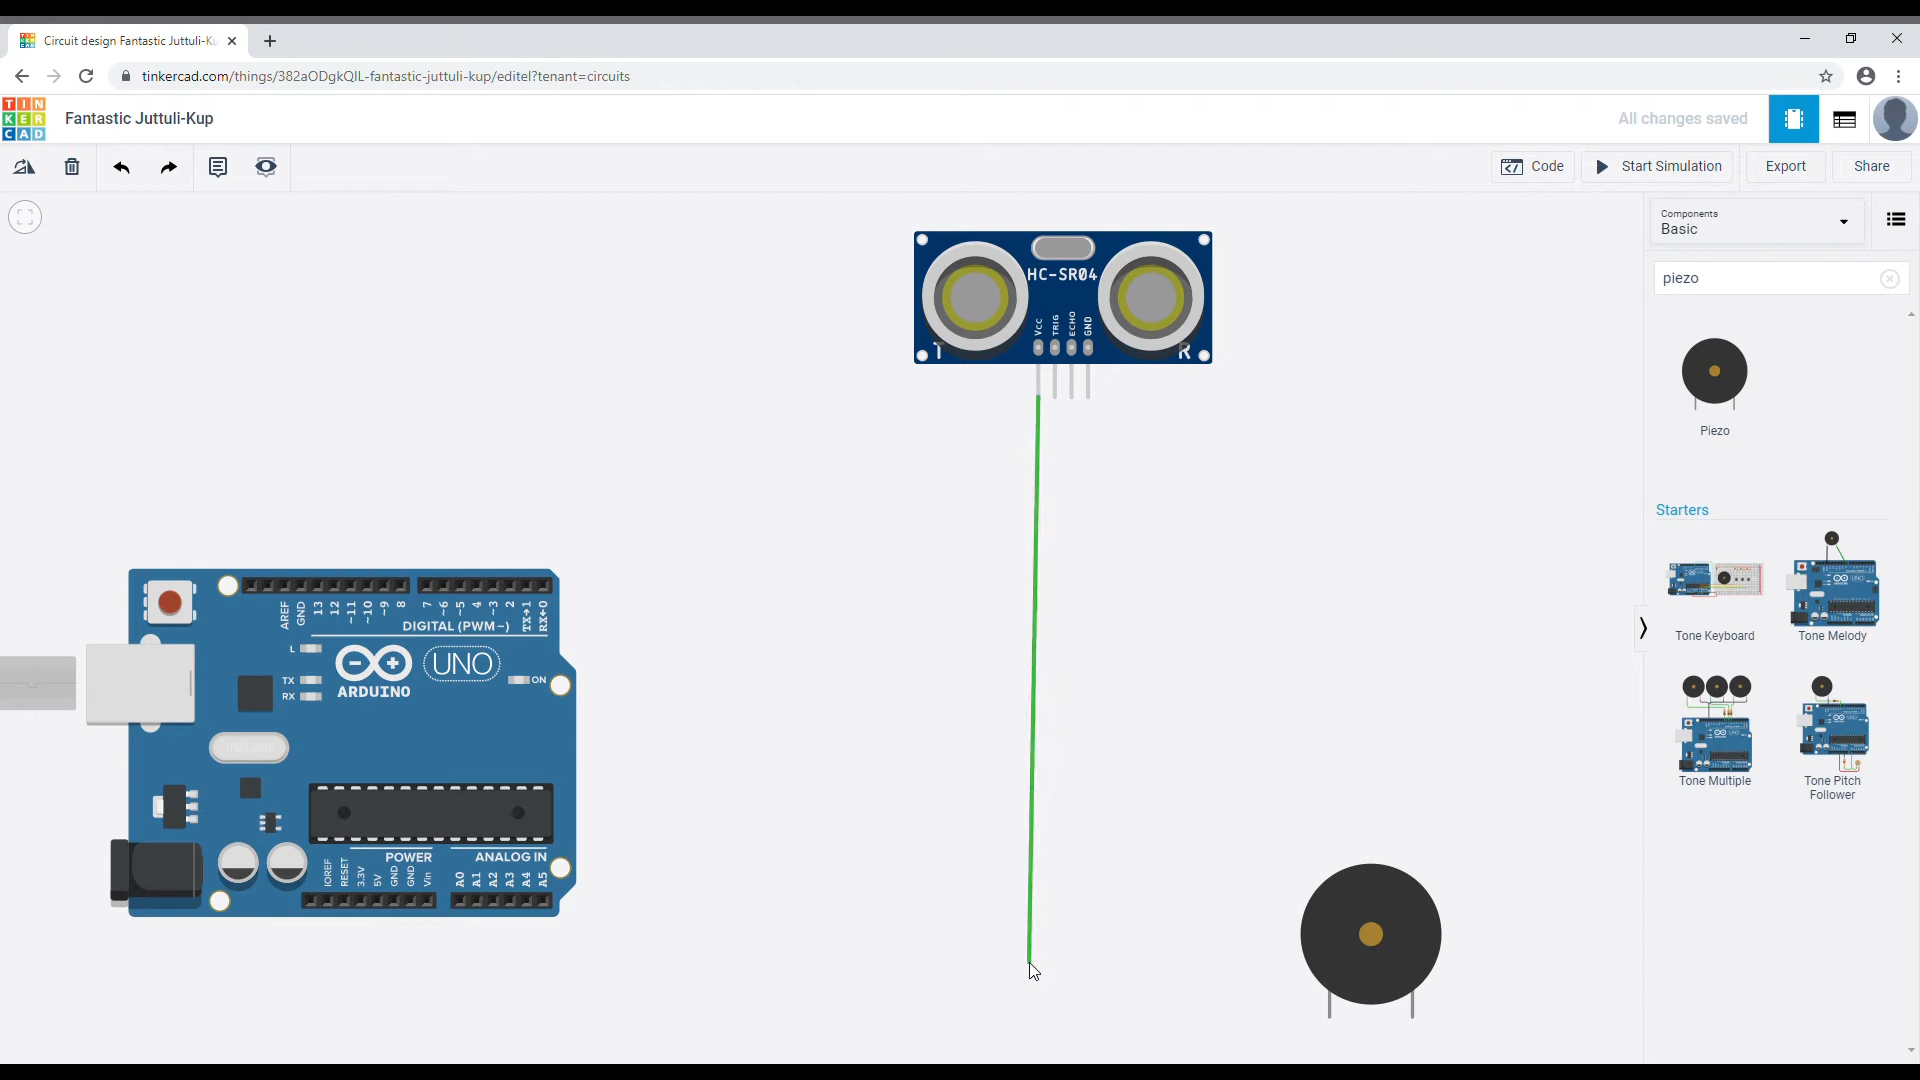 Circuit design Fantastic Juttuli-Ku
tinkercad.com/things/382aODgkQIL-fantastic-juttuli-kup/editel?tenant=circuits
TIN
KER
CAD
Fantastic Juttuli-Kup
All changes saved
Code
Start Simulation
Export
Share
Components
Basic
piezo
HC-SR04
VCC
TRIG
ECHO
GND
T
R
Piezo
Starters
Tone Keyboard
Tone Melody
Tone Multiple
Tone Pitch
Follower
AREF
GND
13
12
~11
~10
~9
8
7
~6
~5
4
~3
2
TX→1
RX←0
DIGITAL (PWM~)
L
TX
RX
UNO
ON
ARDUINO
POWER
ANALOG IN
IOREF
RESET
3.3V
5V
GND
GND
Vin
A0
A1
A2
A3
A4
A5